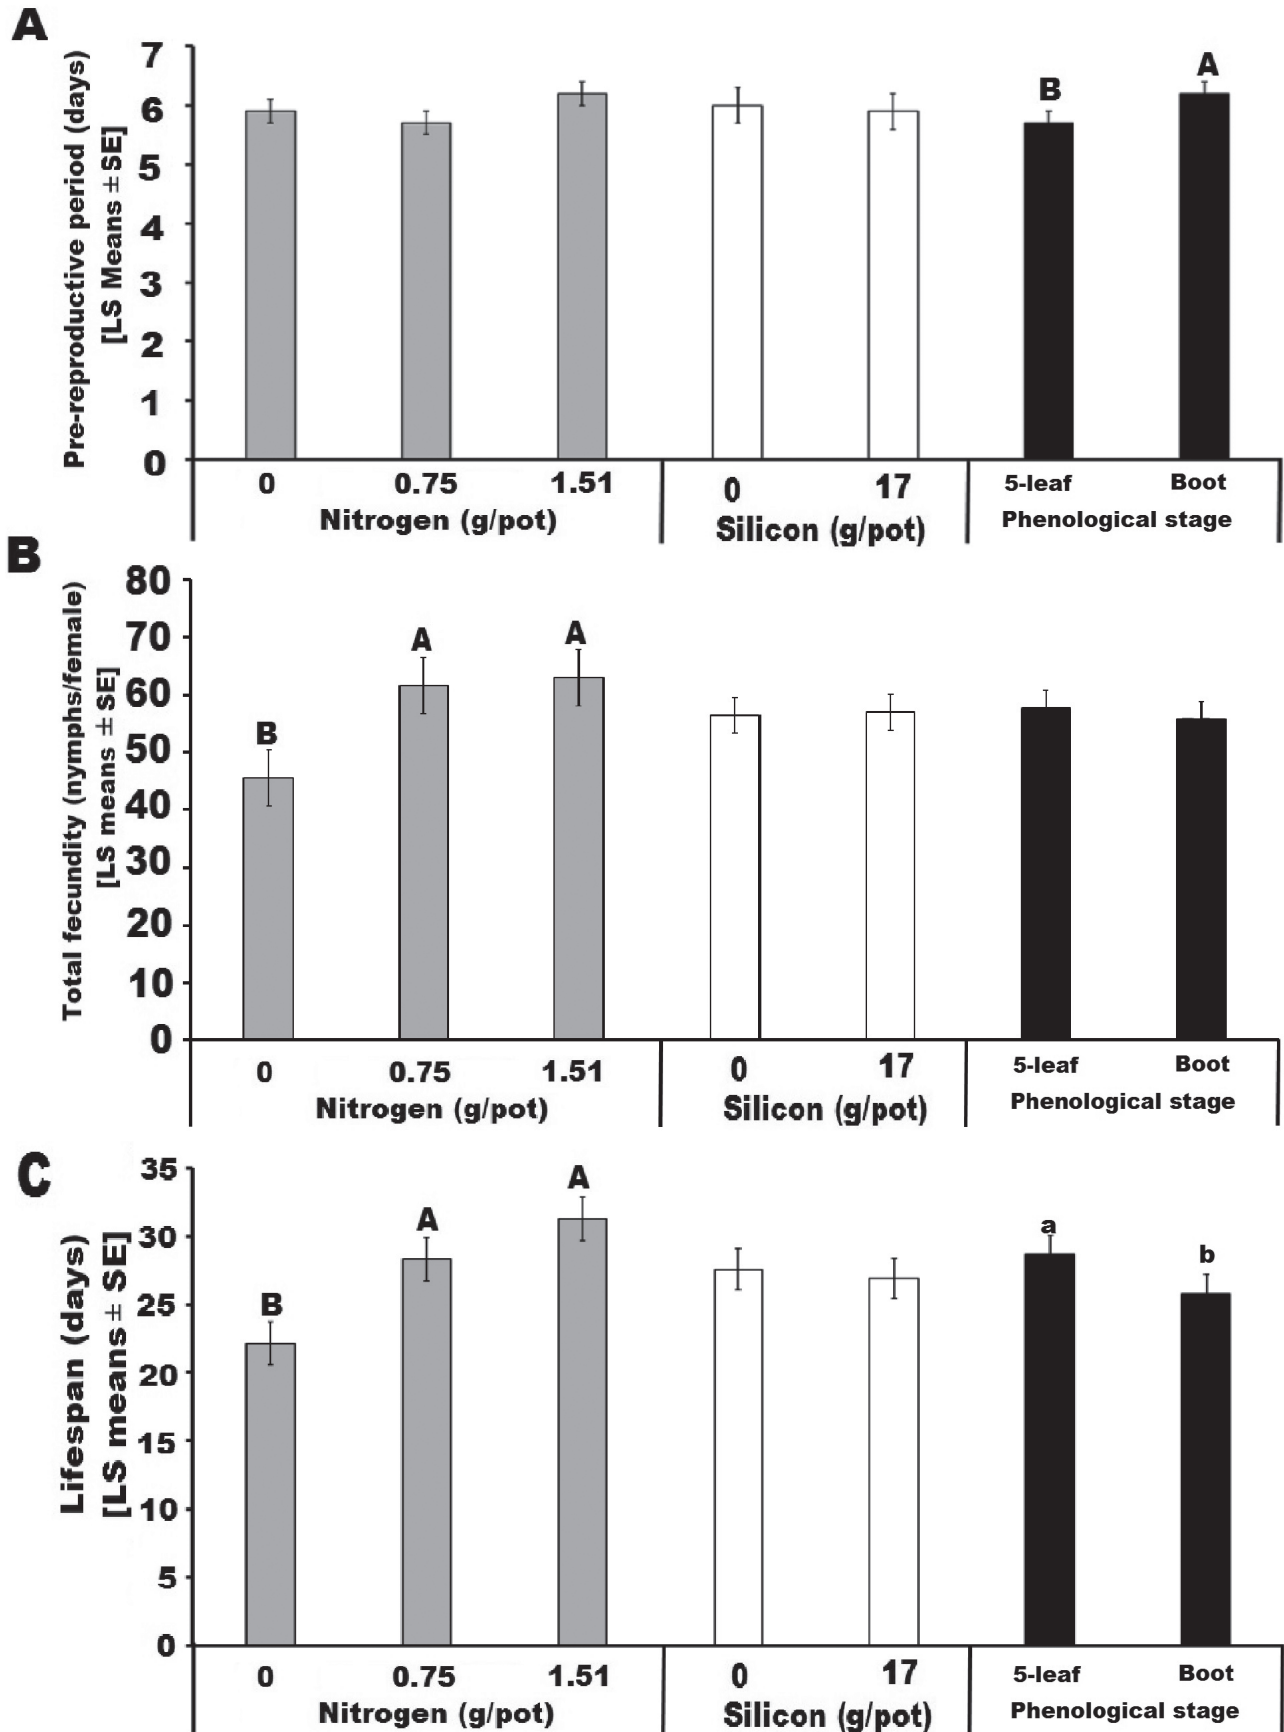 A
Pre-reproductive period (days)
[LS Means ± SE]
7
6
5
4
3
2
1
0
B
A
0 0.75 1.51 0 17 5-leaf Boot
Nitrogen (g/pot) Silicon (g/pot) Phenological stage
B
Total fecundity (nymphs/female)
[LS means ± SE]
80
70
60
50
40
30
20
10
0
B
A
A
0 0.75 1.51 0 17 5-leaf Boot
Nitrogen (g/pot) Silicon (g/pot) Phenological stage
C
Lifespan (days)
[LS means ± SE]
35
30
25
20
15
10
5
0
B
A
A
a
b
0 0.75 1.51 0 17 5-leaf Boot
Nitrogen (g/pot) Silicon (g/pot) Phenological stage